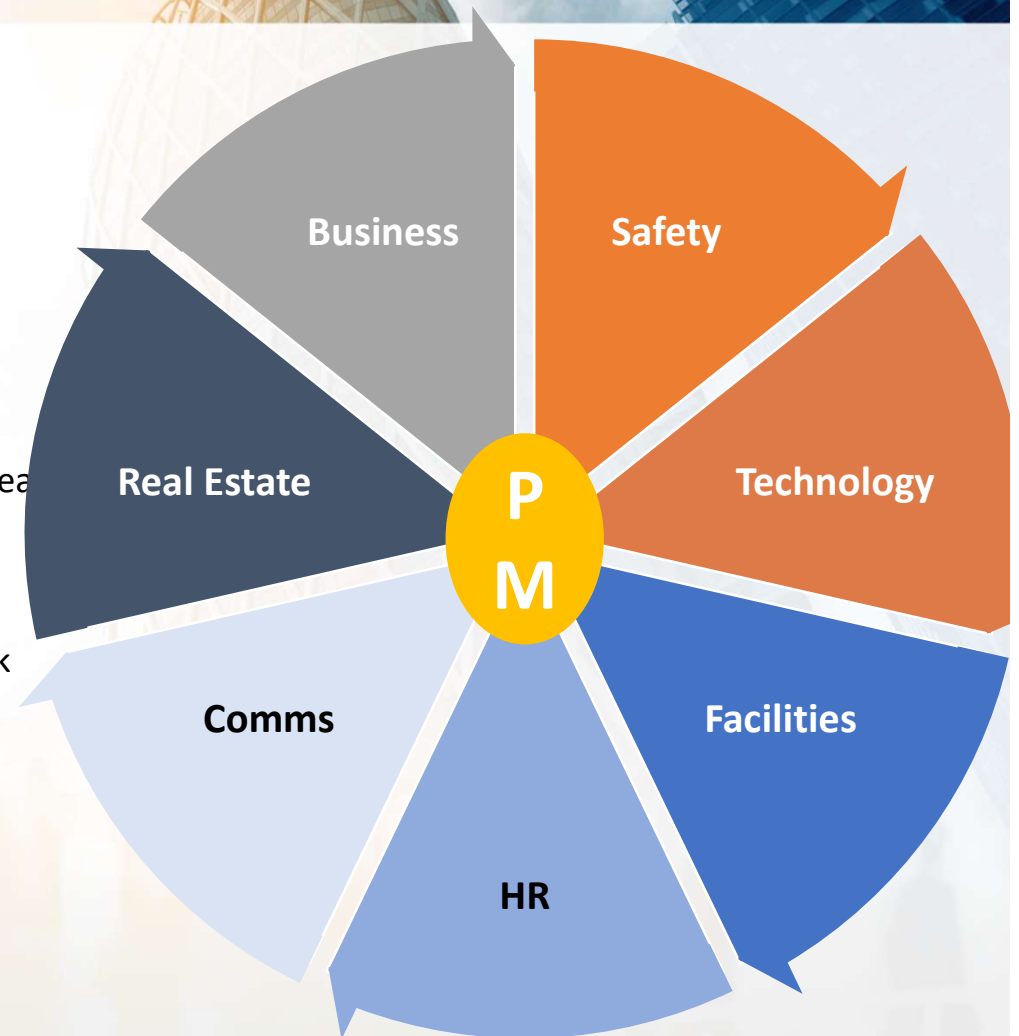 Business
Safety
Real Estate
Technology
P
M
Comms
Facilities
HR